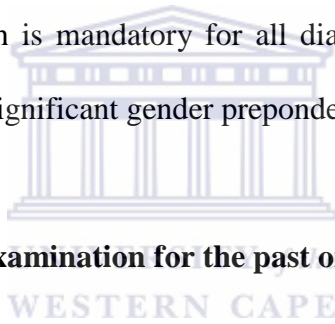 n is mandatory for all dia
ignificant gender preponde
xamination for the past o
WESTERN CAPE